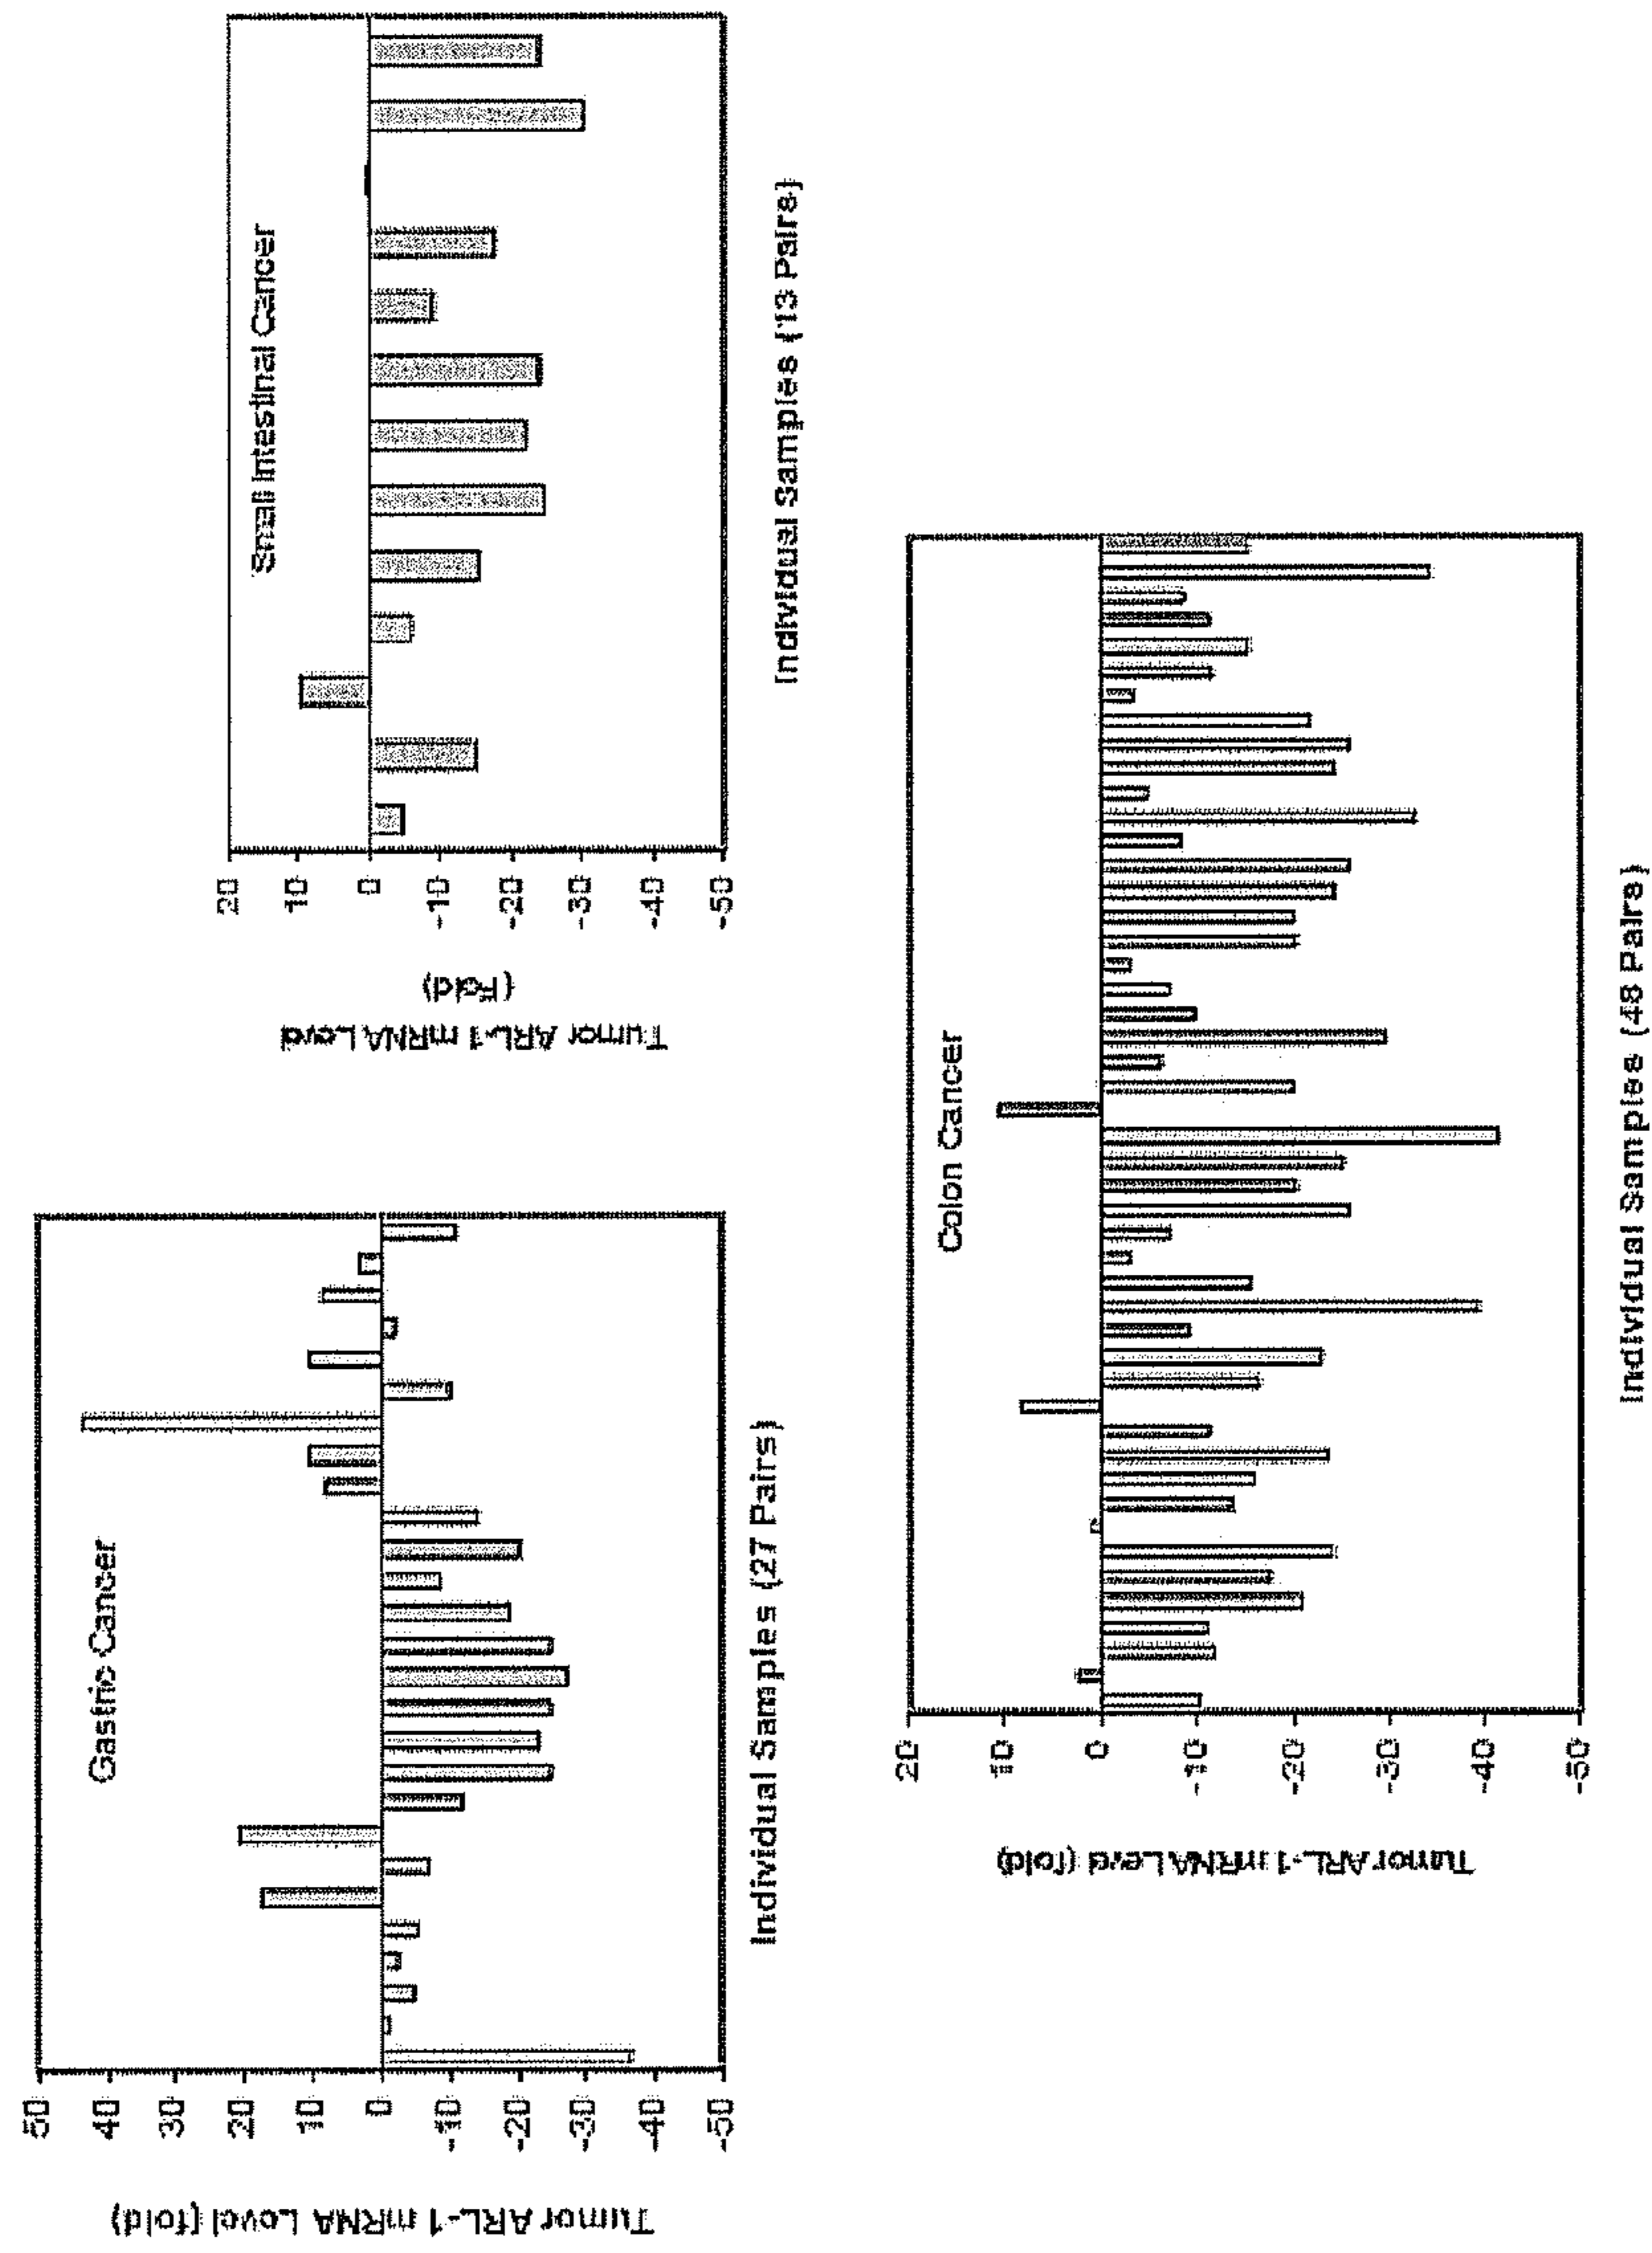 Tumor ARL-1 mRNA Level (fold)
50
40
30
20
10
0
-10
-20
-30
-40
-50
Gastric Cancer
Individual Samples (27 Pairs)
Tumor ARL-1 mRNA Level
(Fold)
20
10
0
-10
-20
-30
-40
-50
Small Intestinal Cancer
Individual Samples (13 Pairs)
Tumor ARL-1 mRNA Level (fold)
20
10
0
-10
-20
-30
-40
-50
Colon Cancer
Individual Samples (48 Pairs)